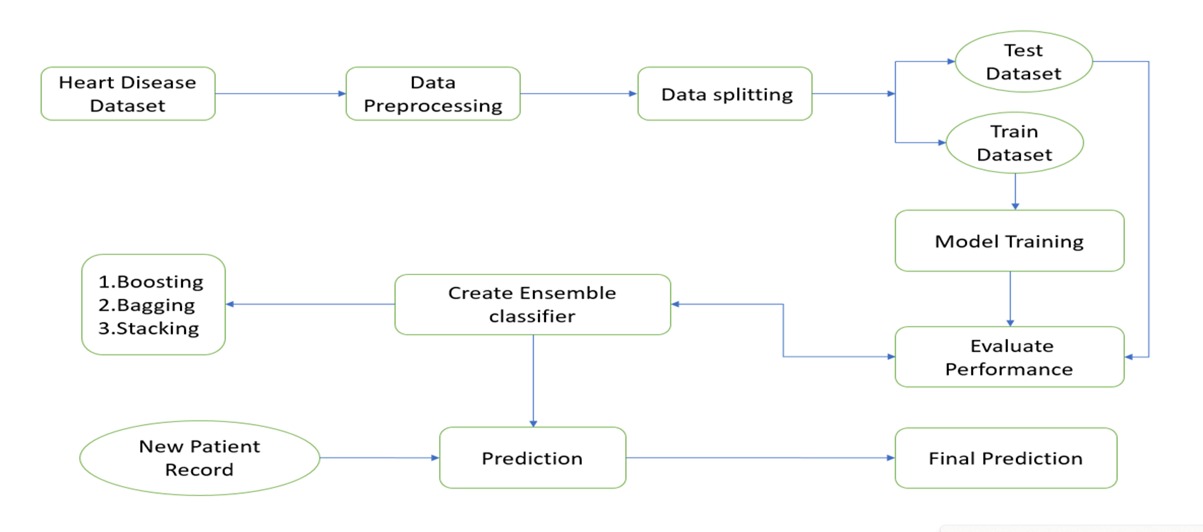 Heart Disease
Dataset
Data
Preprocessing
Data splitting
Test
Dataset
Train
Dataset
Model Training
1.Boosting
2.Bagging
3.Stacking
Create Ensemble
classifier
Evaluate
Performance
New Patient
Record
Prediction
Final Prediction